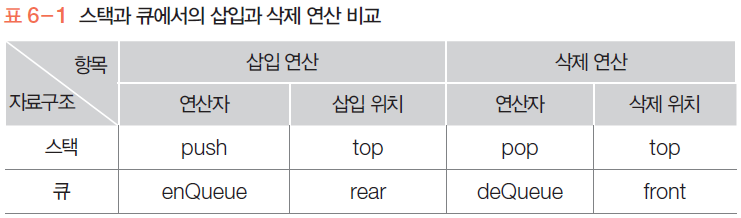 표 6-1 스택과 큐에서의 삽입과 삭제 연산 비교
항목 삽입 연산 삭제 연산
자료구조 연산자 삽입 위치 연산자 삭제 위치
스택 push top pop top
큐 enQueue rear deQueue front